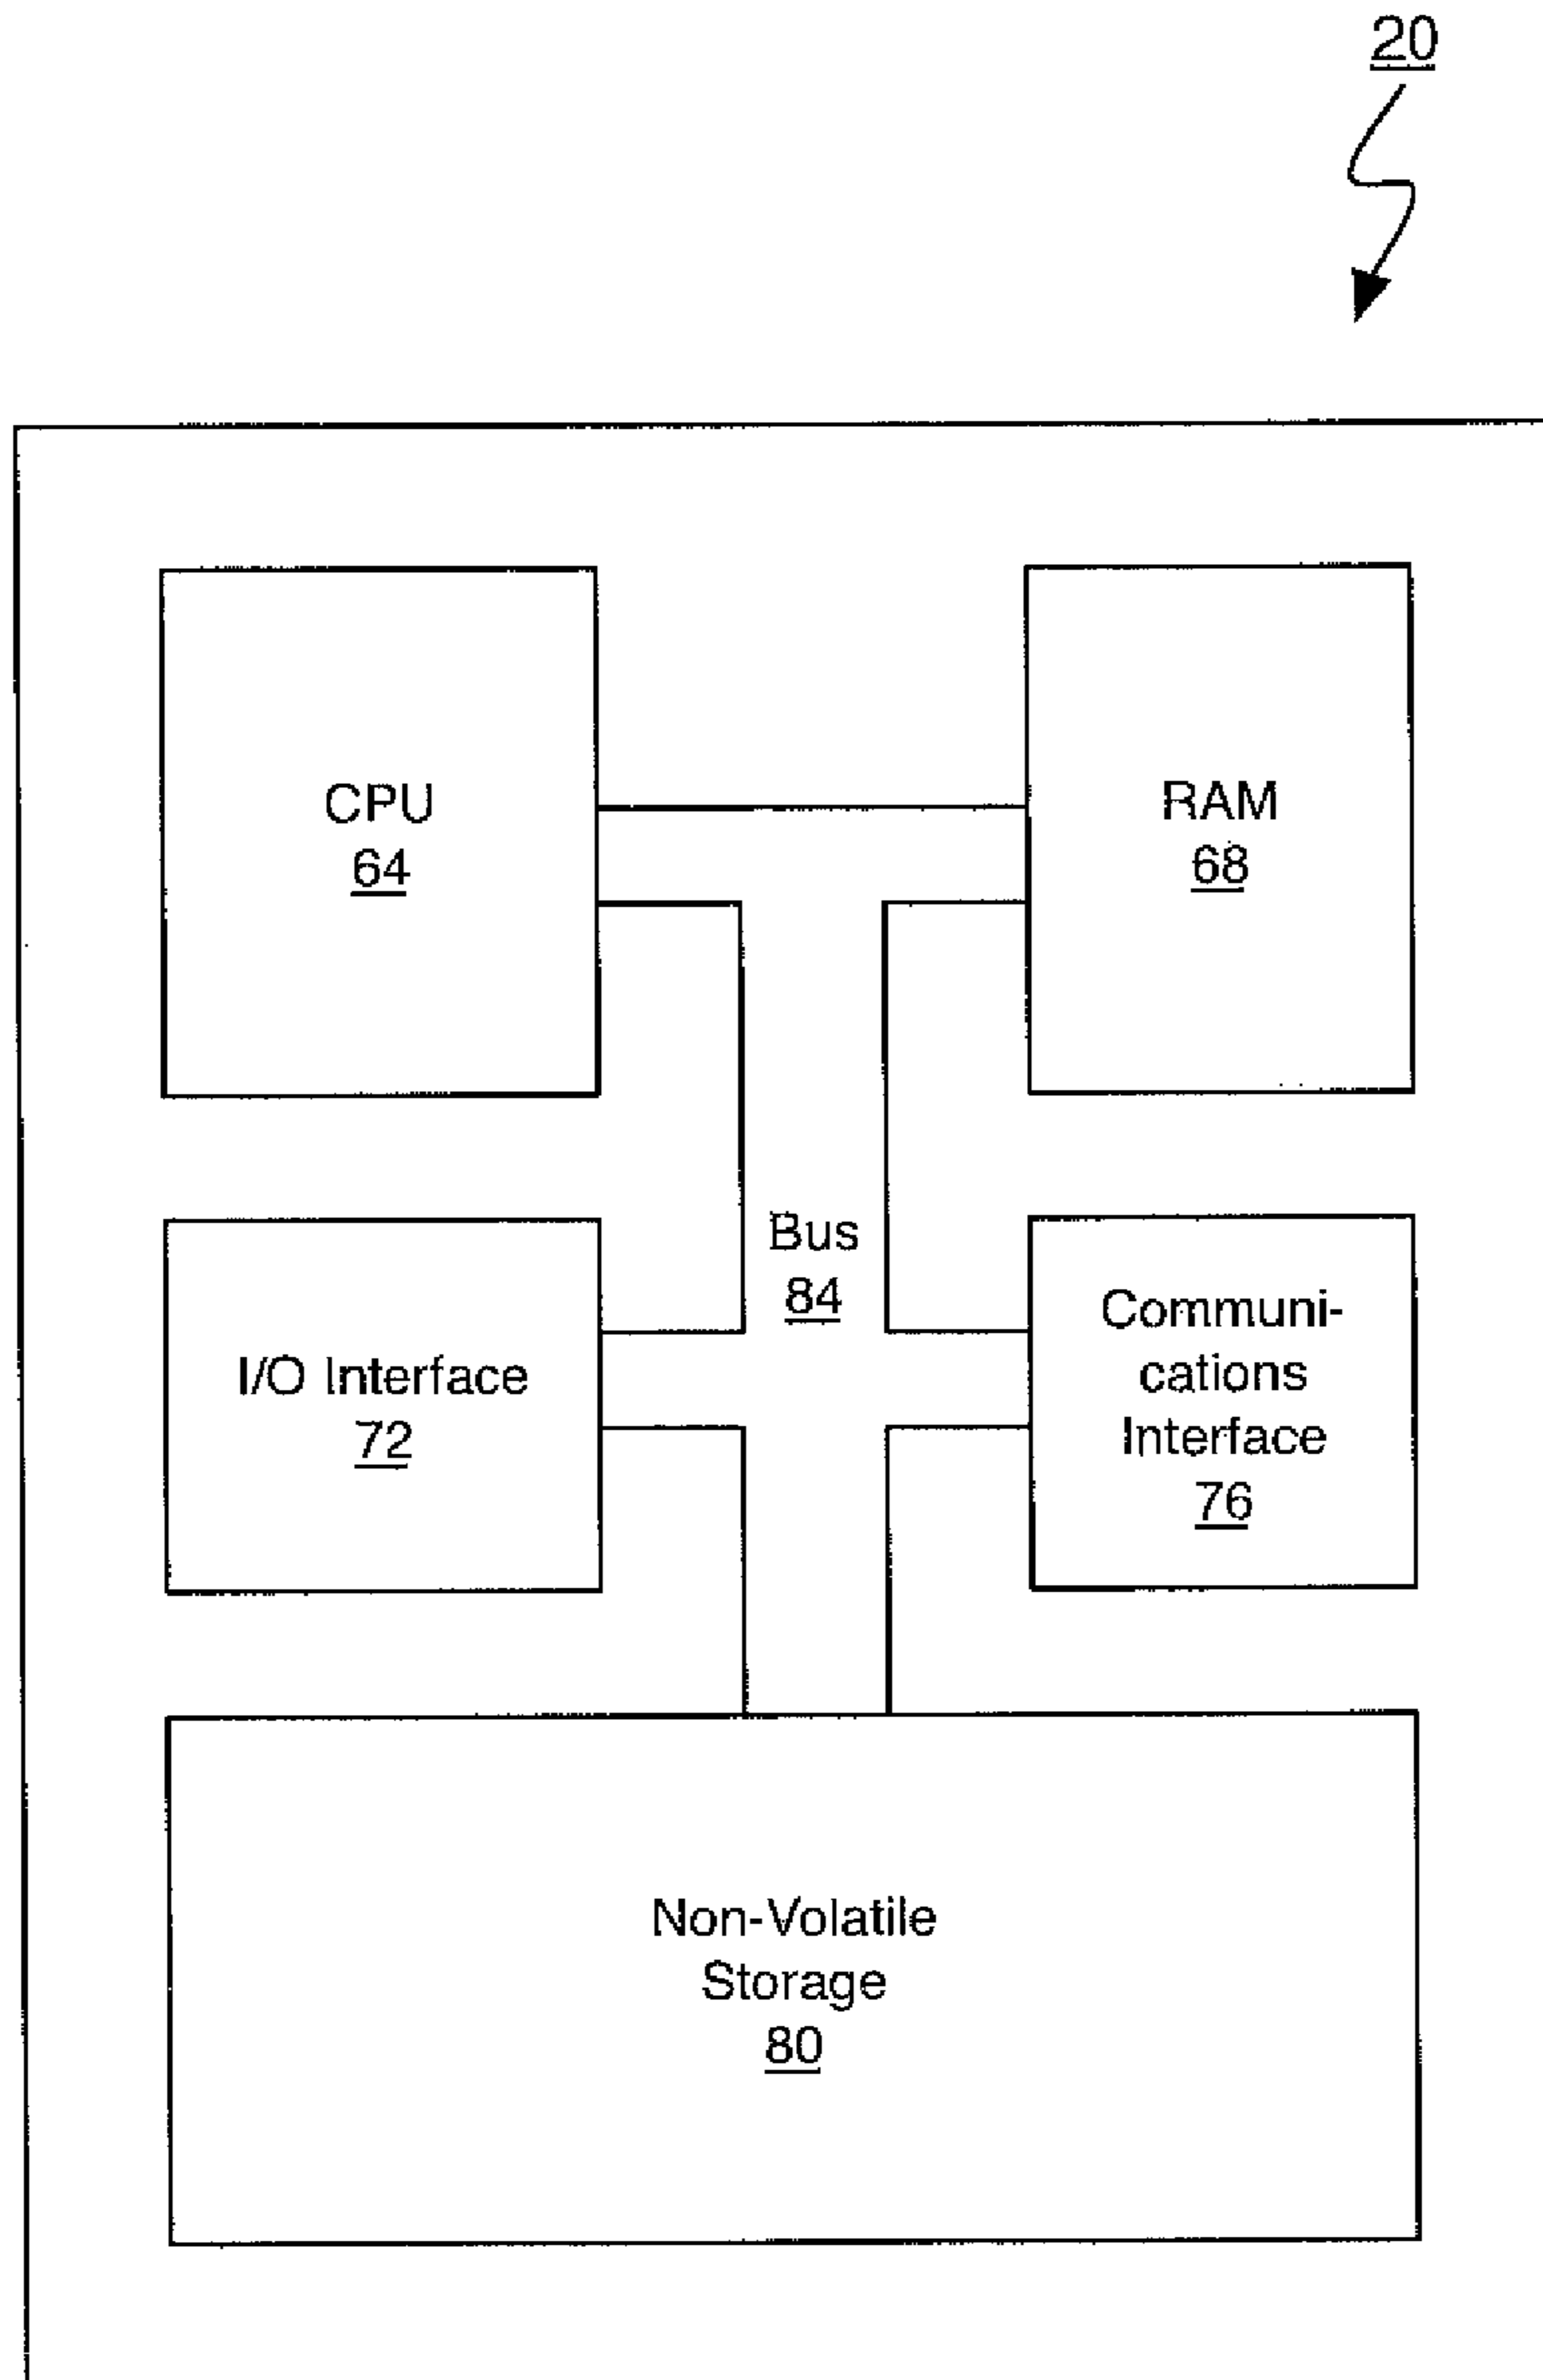 20
CPU
64
RAM
68
Bus
84
I/O Interface
72
Communi-
cations
Interface
76
Non-Volatile
Storage
80